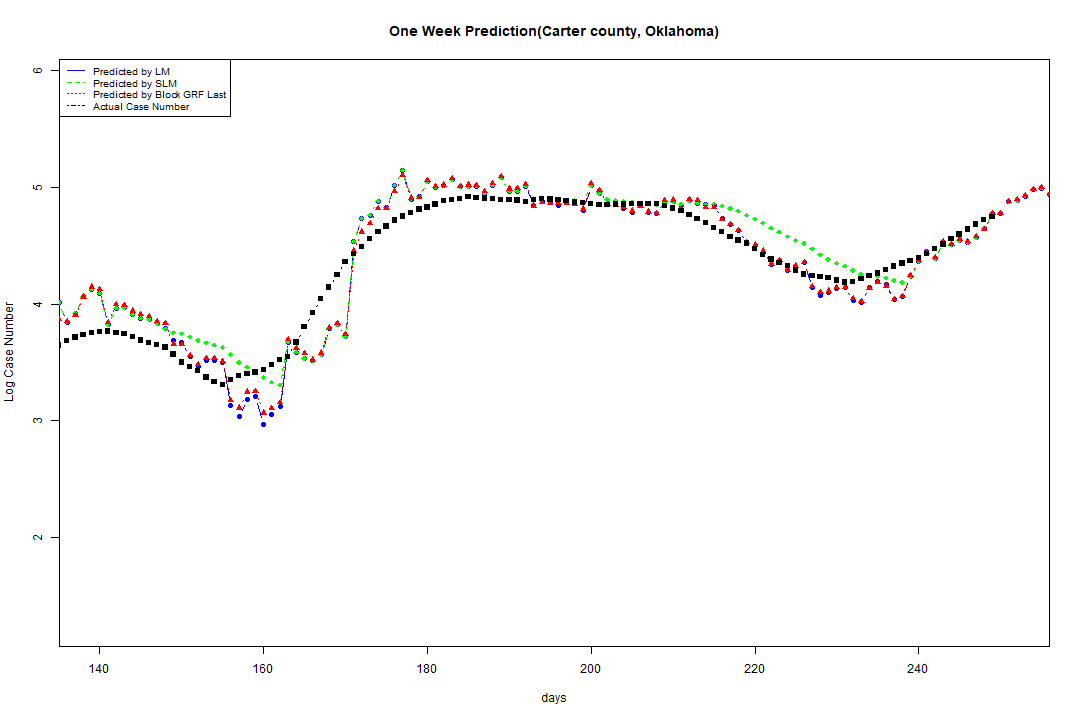 One Week Prediction(Carter county, Oklahoma)
Predicted by LM
Predicted by SLM
Predicted by Block GRF Last
Actual Case Number
6
5
4
3
2
Log Case Number
140 160 180 200 220 240
days